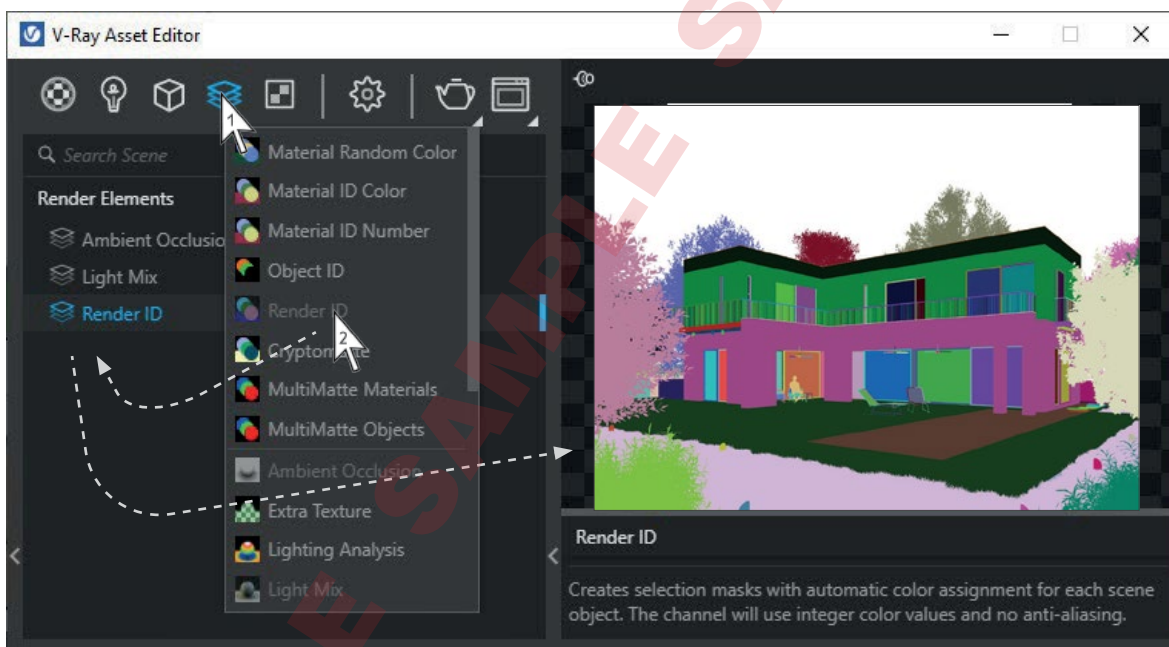 V-Ray Asset Editor
1
Search Scene
Render Elements
Ambient Occlusio
Light Mix
Render ID
Material Random Color
Material ID Color
Material ID Number
Object ID
Render ID
2
Cryptomatte
MultiMatte Materials
MultiMatte Objects
Ambient Occlusion
Extra Texture
Lighting Analysis
Light Mix
Render ID
Creates selection masks with automatic color assignment for each scene
object. The channel will use integer color values and no anti-aliasing.
E SAMPLE SA